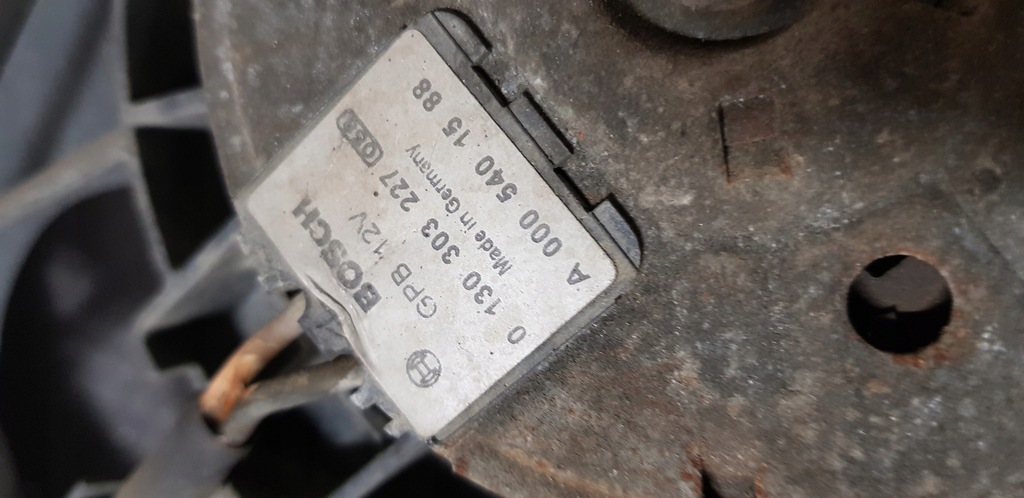 BOSCH
GPB 12V
0 130 303 227
Made in Germany
A 000 540 15 88